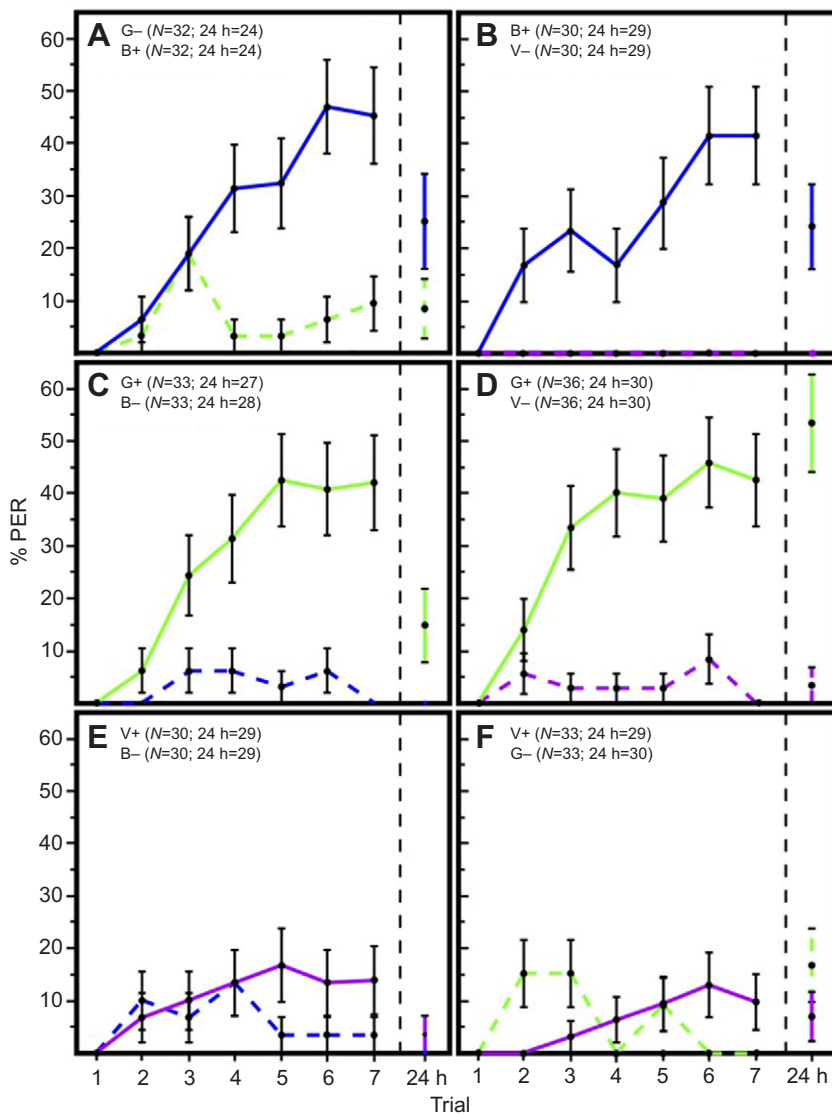 A
G– (N=32; 24 h=24)
B+ (N=32; 24 h=24)
60
50
40
30
20
10
B
B+ (N=30; 24 h=29)
V– (N=30; 24 h=29)
C
G+ (N=33; 24 h=27)
B– (N=33; 24 h=28)
60
50
40
30
20
10
% PER
D
G+ (N=36; 24 h=30)
V– (N=36; 24 h=30)
E
V+ (N=30; 24 h=29)
B– (N=30; 24 h=29)
60
50
40
30
20
10
1 2 3 4 5 6 7 24 h
F
V+ (N=33; 24 h=29)
G– (N=33; 24 h=30)
1 2 3 4 5 6 7 24 h
Trial